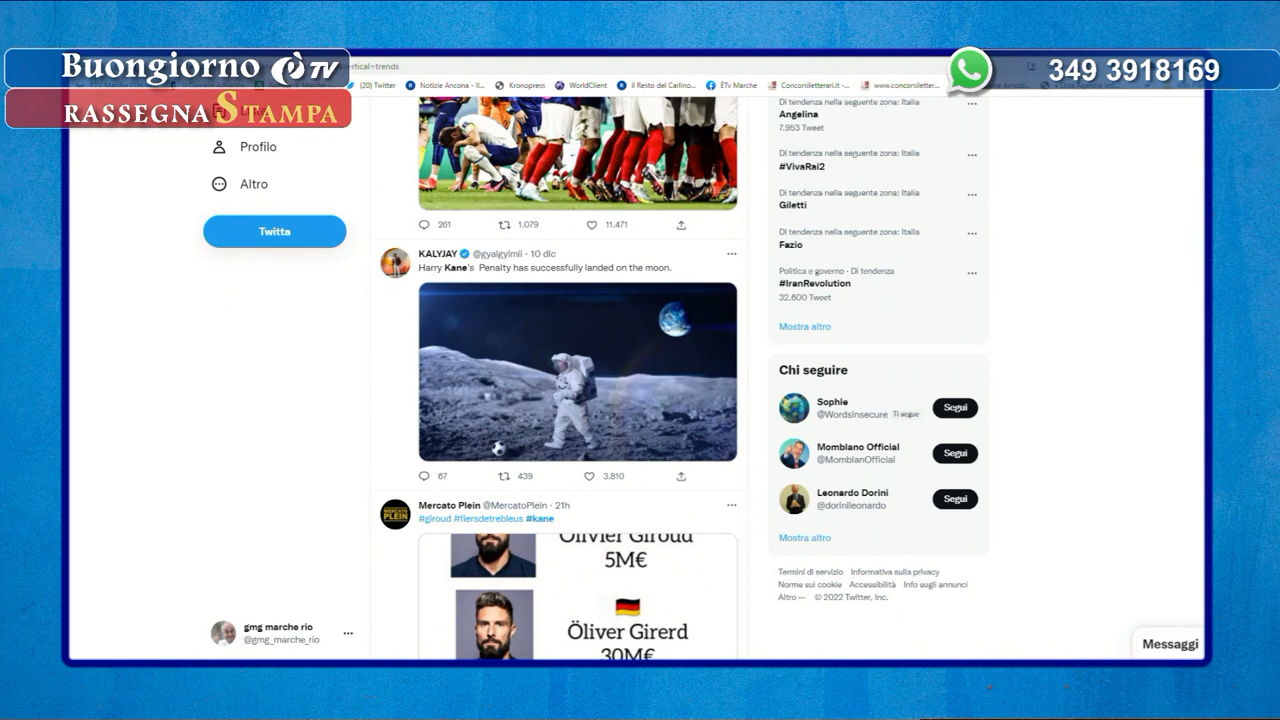 Buongiorno èTV
RASSEGNA STAMPA
349 3918169
vertical=trends
(20) Twitter
Notizie Ancona - Il...
Kronopress
WorldClient
il Resto del Carlino...
ÈTv Marche
Concorsiletterari.it -...
www.concorsiletter...
Profilo
Altro
Twitta
261
1.079
11.471
KALYJAY @gyaigyimii · 10 dic
Harry Kane's Penalty has successfully landed on the moon.
67
439
3.810
Mercato Plein @MercatoPlein · 21h
#giroud #fiersdetrebleus #kane
MERCATO
PLEIN
Olivier Giroud
5M€
Öliver Girerd
30M€
Di tendenza nella seguente zona: Italia
Angelina
7.953 Tweet
Di tendenza nella seguente zona: Italia
#VivaRai2
Di tendenza nella seguente zona: Italia
Giletti
Di tendenza nella seguente zona: Italia
Fazio
Politica e governo · Di tendenza
#IranRevolution
32.600 Tweet
Mostra altro
Chi seguire
Sophie
@WordsInsecure Ti segue
Segui
Momblano Official
@MomblanOfficial
Segui
Leonardo Dorini
@dorinileonardo
Segui
Mostra altro
Termini di servizio Informativa sulla privacy
Norme sui cookie Accessibilità Info sugli annunci
Altro ··· © 2022 Twitter, Inc.
gmg marche rio
@gmg_marche_rio
Messaggi